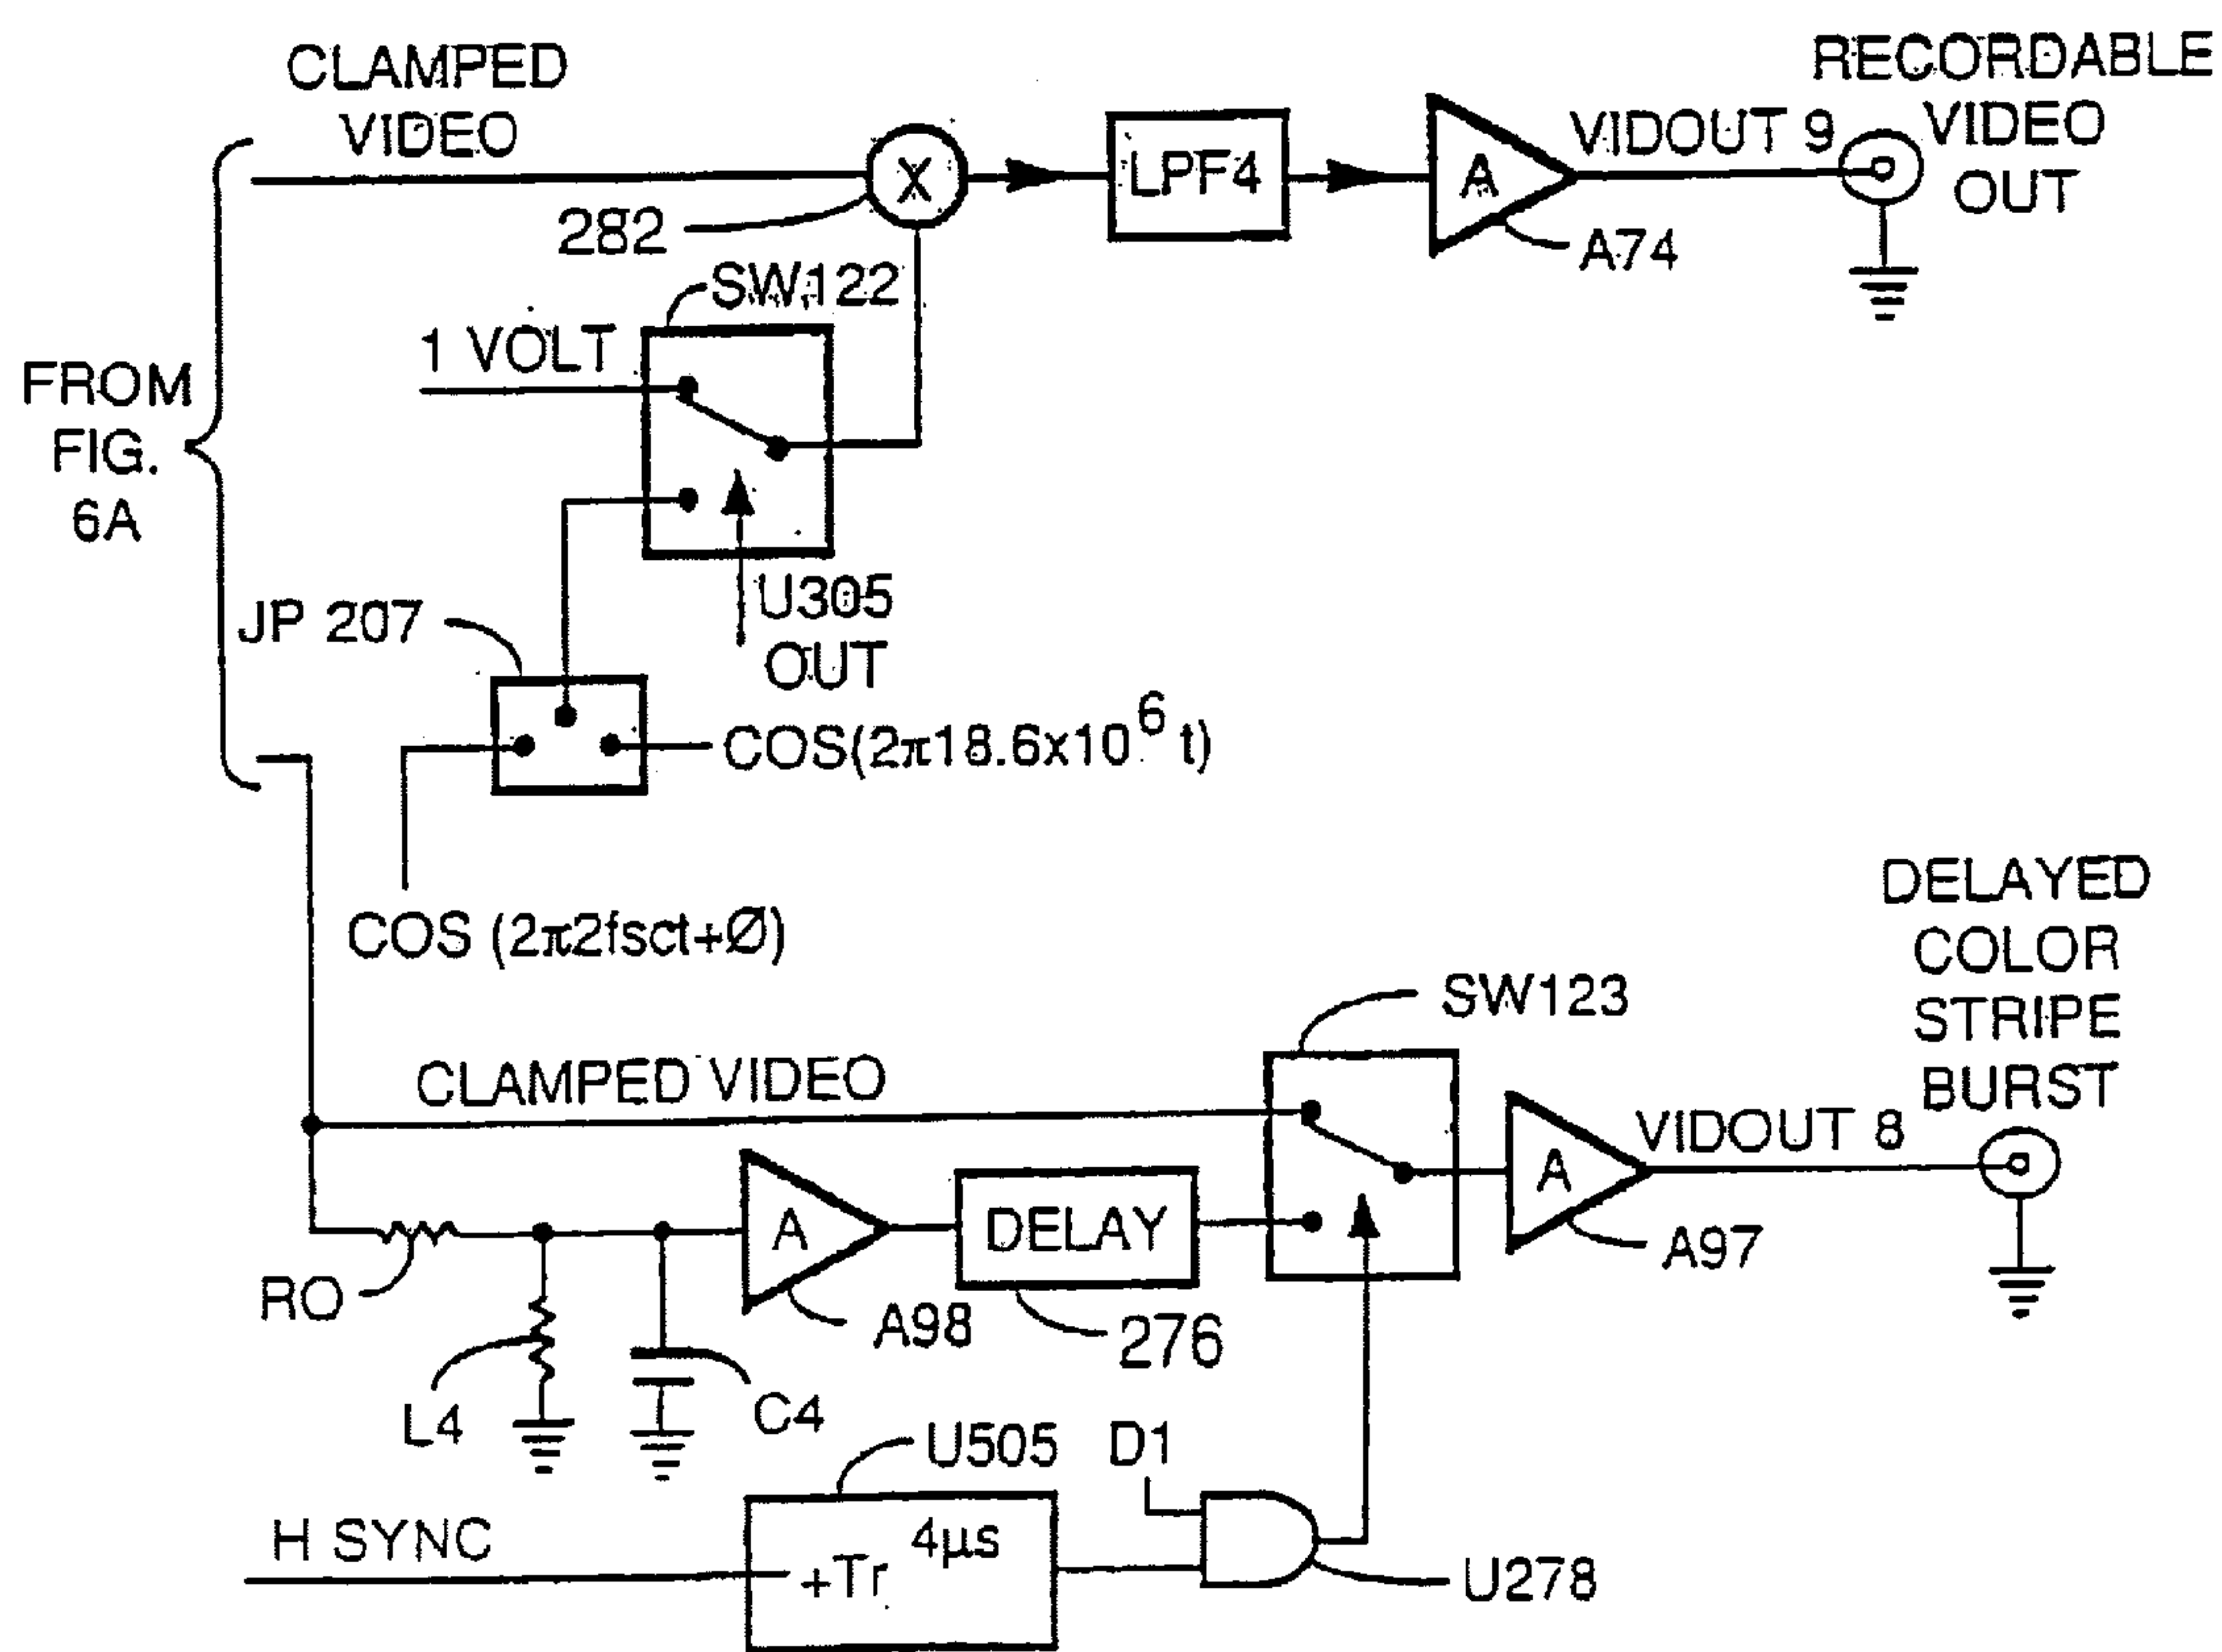 CLAMPED
VIDEO
RECORDABLE
VIDEO
OUT
VIDOUT 9
X
LPF4
A
A74
282
SW122
1 VOLT
FROM
FIG.
6A
U305
OUT
JP 207
COS(2π18.6x10⁶ t)
COS (2π2fsct+Ø)
DELAYED
COLOR
STRIPE
BURST
SW123
CLAMPED VIDEO
VIDOUT 8
A
A97
A
DELAY
RO
A98
276
L4
C4
U505
D1
H SYNC
4µs
+Tr
U278